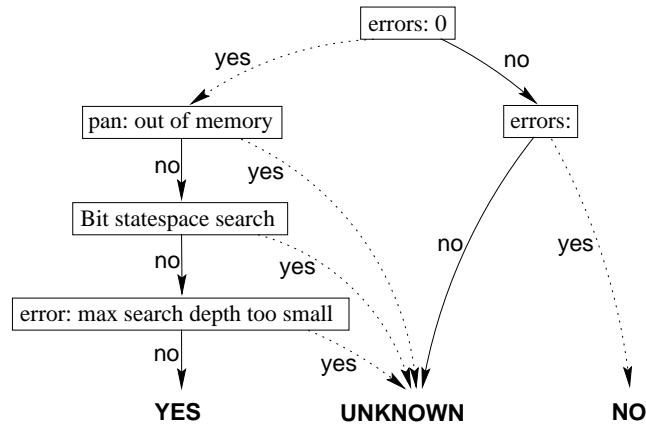 errors: 0
yes
no
pan: out of memory
errors:
no
yes
Bit statespace search
no
yes
no
yes
error: max search depth too small
no
yes
YES
UNKNOWN
NO